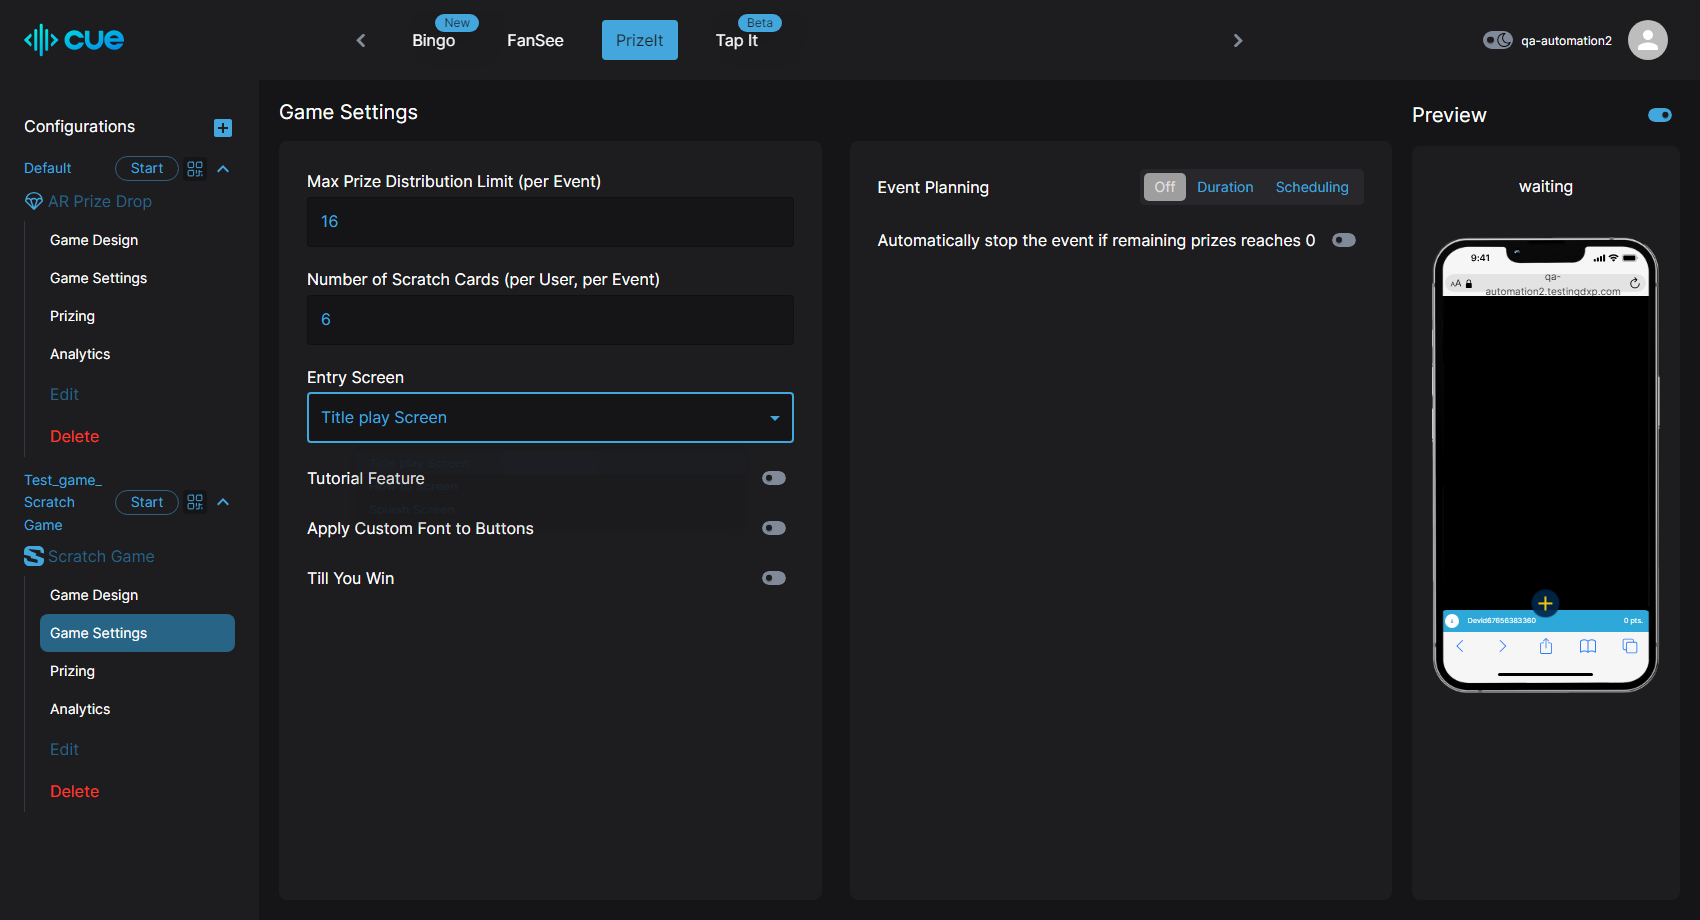 cue
New
Bingo
FanSee
PrizeIt
Beta
Tap It
qa-automation2
Configurations
Default
Start
AR Prize Drop
Game Design
Game Settings
Prizing
Analytics
Edit
Delete
Test_game_
Scratch
Game
Start
Scratch Game
Game Design
Game Settings
Prizing
Analytics
Edit
Delete
Game Settings
Max Prize Distribution Limit (per Event)
16
Number of Scratch Cards (per User, per Event)
6
Entry Screen
Title play Screen
Tutorial Feature
Apply Custom Font to Buttons
Till You Win
Event Planning
Off
Duration
Scheduling
Automatically stop the event if remaining prizes reaches 0
Preview
waiting
9:41
AA
qa-
automation2.testingdxp.com
Devid67656383360
0 pts.